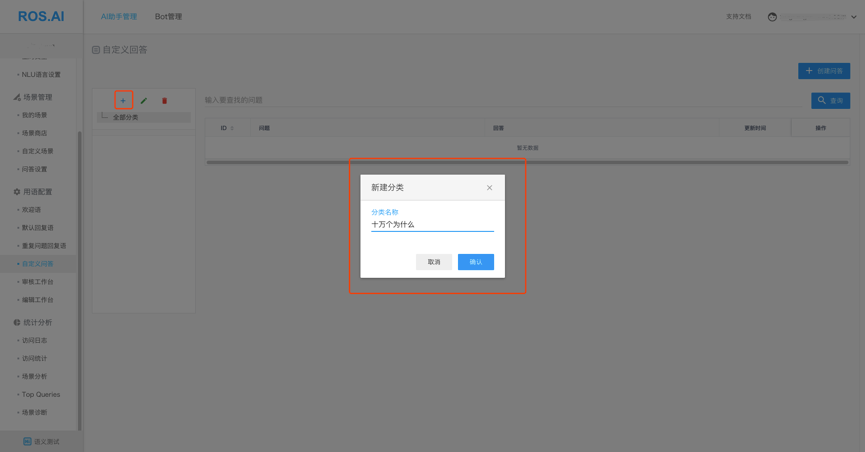 ROS.AI
AI助手管理
Bot管理
支持文档
NLU语言设置
场景管理
我的场景
场景商店
自定义场景
问答设置
用语配置
欢迎语
默认回复语
重复问题回复语
自定义问答
审核工作台
编辑工作台
统计分析
访问日志
访问统计
场景分析
Top Queries
场景诊断
语义测试
自定义回答
创建问答
全部分类
输入要查找的问题
查询
ID
问题
回答
更新时间
操作
暂无数据
新建分类
分类名称
十万个为什么
取消
确认